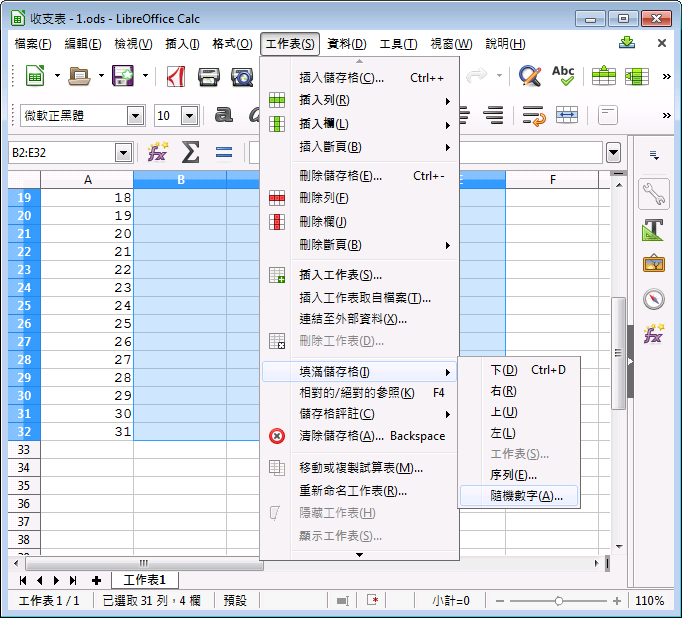 收支表 - 1.ods - LibreOffice Calc
檔案(F) 編輯(E) 檢視(V) 插入(I) 格式(O) 工作表(S) 資料(D) 工具(T) 視窗(W) 說明(H)
Abc
微軟正黑體 10 a
B2:E32
A B E F
19 18
20 19
21 20
22 21
23 22
24 23
25 24
26 25
27 26
28 27
29 28
30 29
31 30
32 31
33
34
35
36
37
38
插入儲存格(C)... Ctrl++
插入列(R)
插入欄(L)
插入斷頁(B)
刪除儲存格(E)... Ctrl+-
刪除列(F)
刪除欄(J)
刪除斷頁(B)
插入工作表(S)...
插入工作表取自檔案(T)...
連結至外部資料(X)...
刪除工作表(D)...
填滿儲存格(I)
相對的/絕對的參照(K) F4
儲存格評註(C)
清除儲存格(A)... Backspace
移動或複製試算表(M)...
重新命名工作表(R)...
隱藏工作表(H)
顯示工作表(S)...
下(D) Ctrl+D
右(R)
上(U)
左(L)
工作表(S)...
序列(E)...
隨機數字(A)...
工作表1
工作表 1 / 1 已選取 31 列，4 欄 預設 小計=0 110%